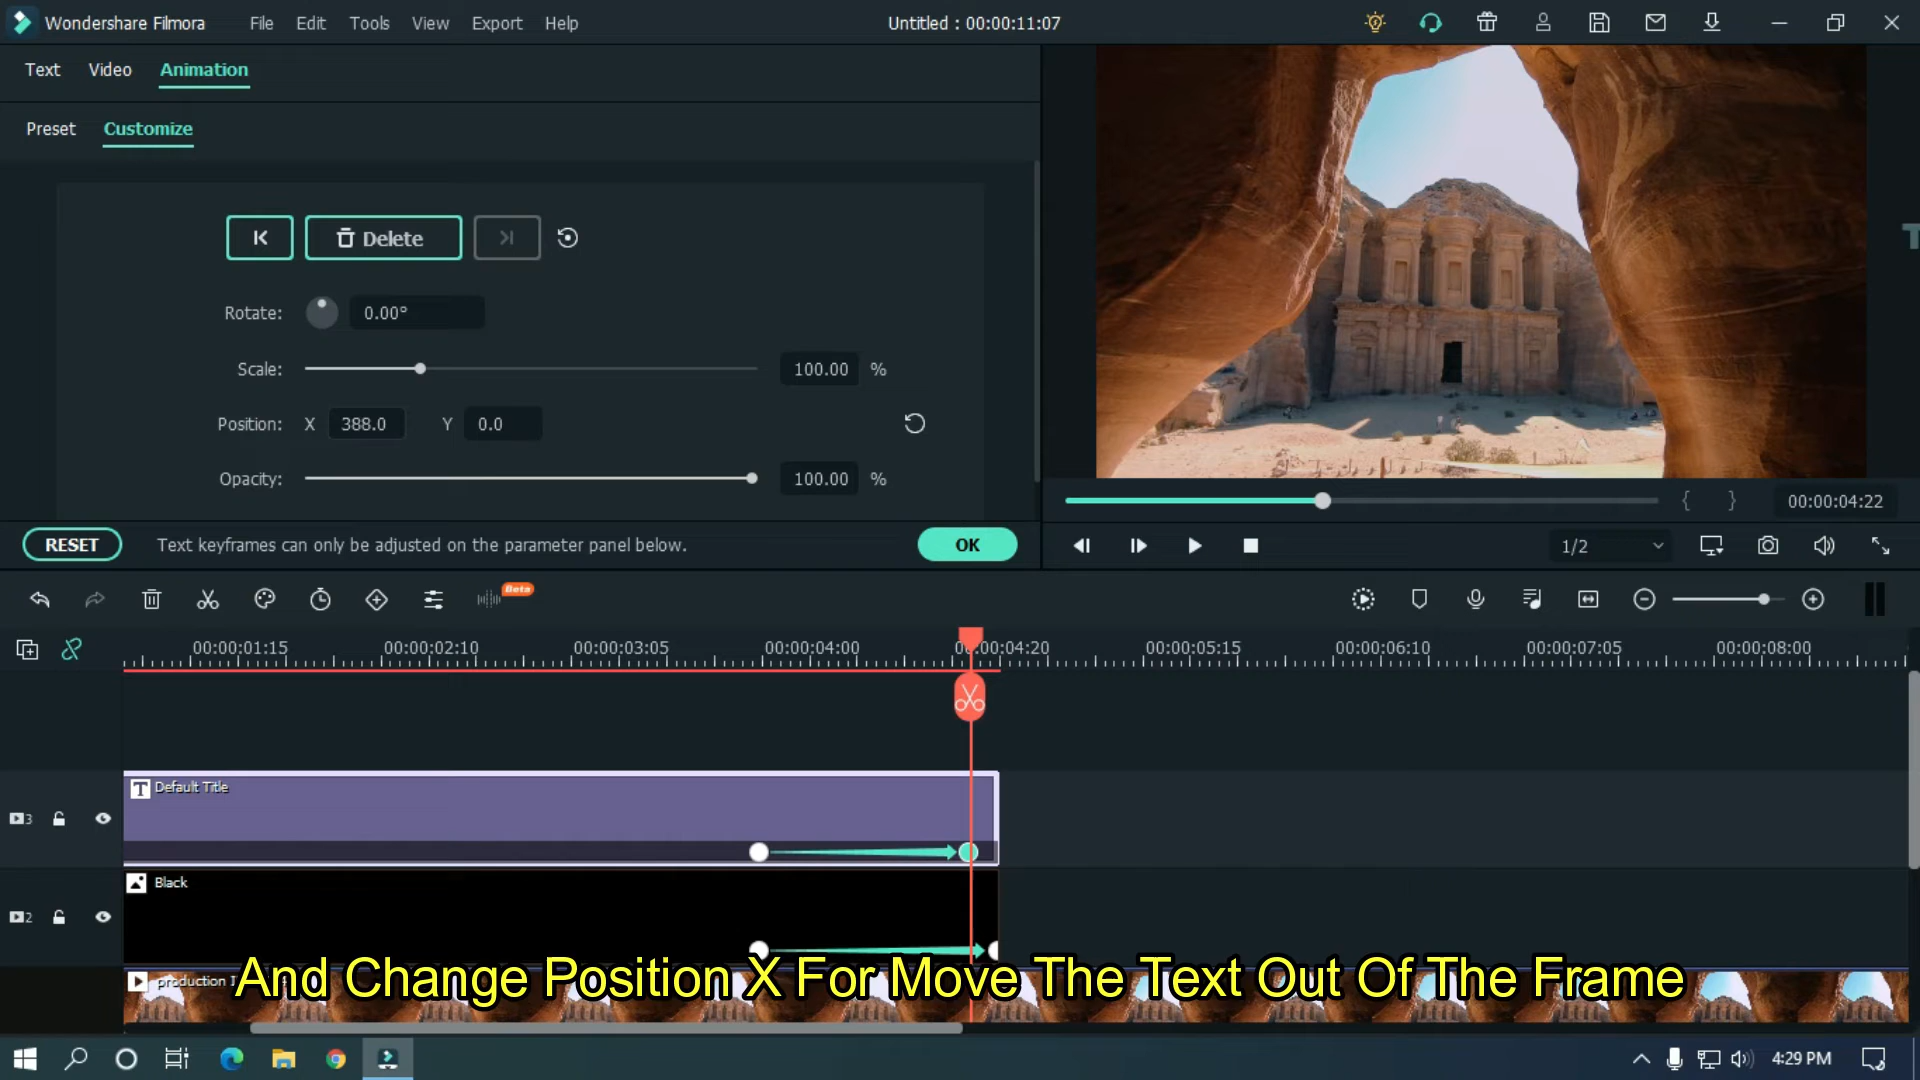 Wondershare Filmora File Edit Tools View Export Help Untitled : 00:00:11:07
Text Video Animation
Preset Customize
Delete
T
Rotate: 0.00°
Scale: 100.00 %
Position: X 388.0 Y 0.0
Opacity: 100.00 %
{ } 00:00:04:22
RESET Text keyframes can only be adjusted on the parameter panel below. OK
1/2
Beta
00:00:01:15 00:00:02:10 00:00:03:05 00:00:04:00 00:00:04:20 00:00:05:15 00:00:06:10 00:00:07:05 00:00:08:00
T Default Title
3
Black
2
And Change Position X For Move The Text Out Of The Frame
4:29 PM